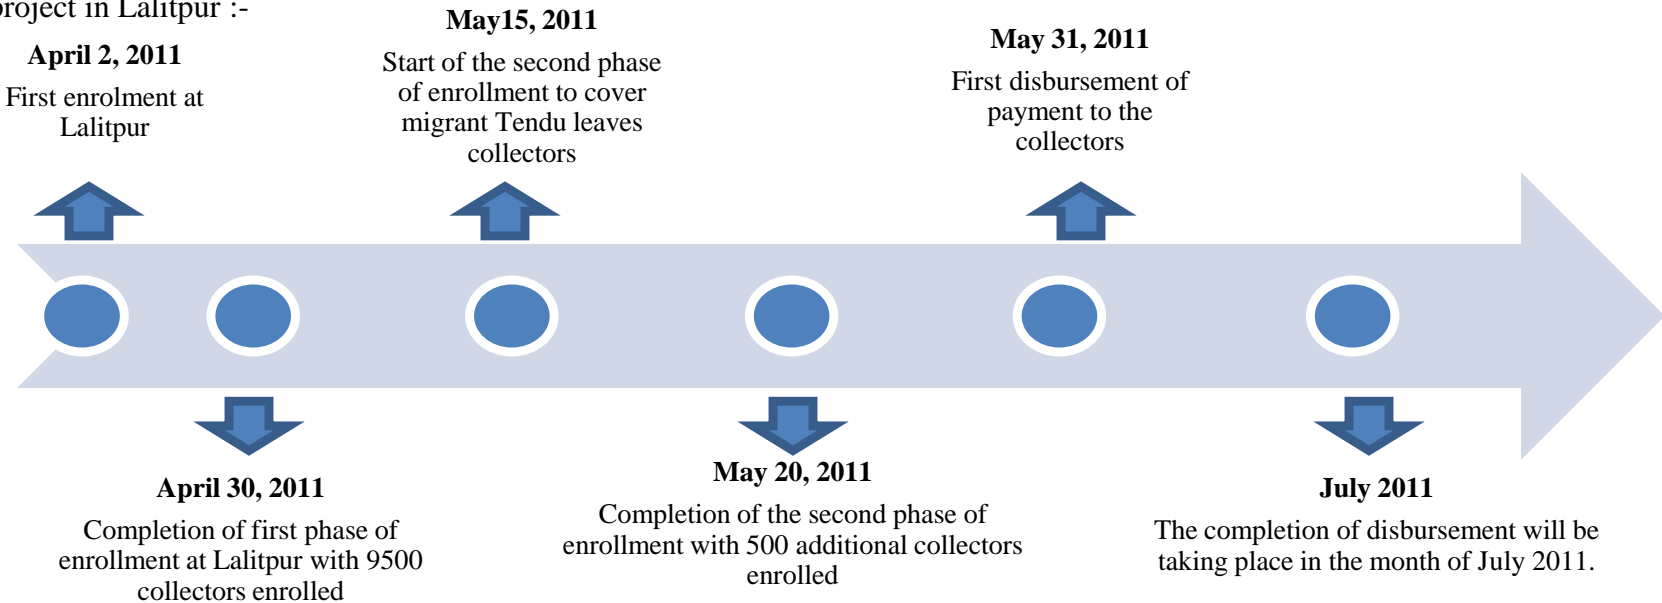 project in Lalitpur :-
April 2, 2011
First enrolment at
Lalitpur
May15, 2011
Start of the second phase
of enrollment to cover
migrant Tendu leaves
collectors
May 31, 2011
First disbursement of
payment to the
collectors
April 30, 2011
Completion of first phase of
enrollment at Lalitpur with 9500
collectors enrolled
May 20, 2011
Completion of the second phase of
enrollment with 500 additional collectors
enrolled
July 2011
The completion of disbursement will be
taking place in the month of July 2011.